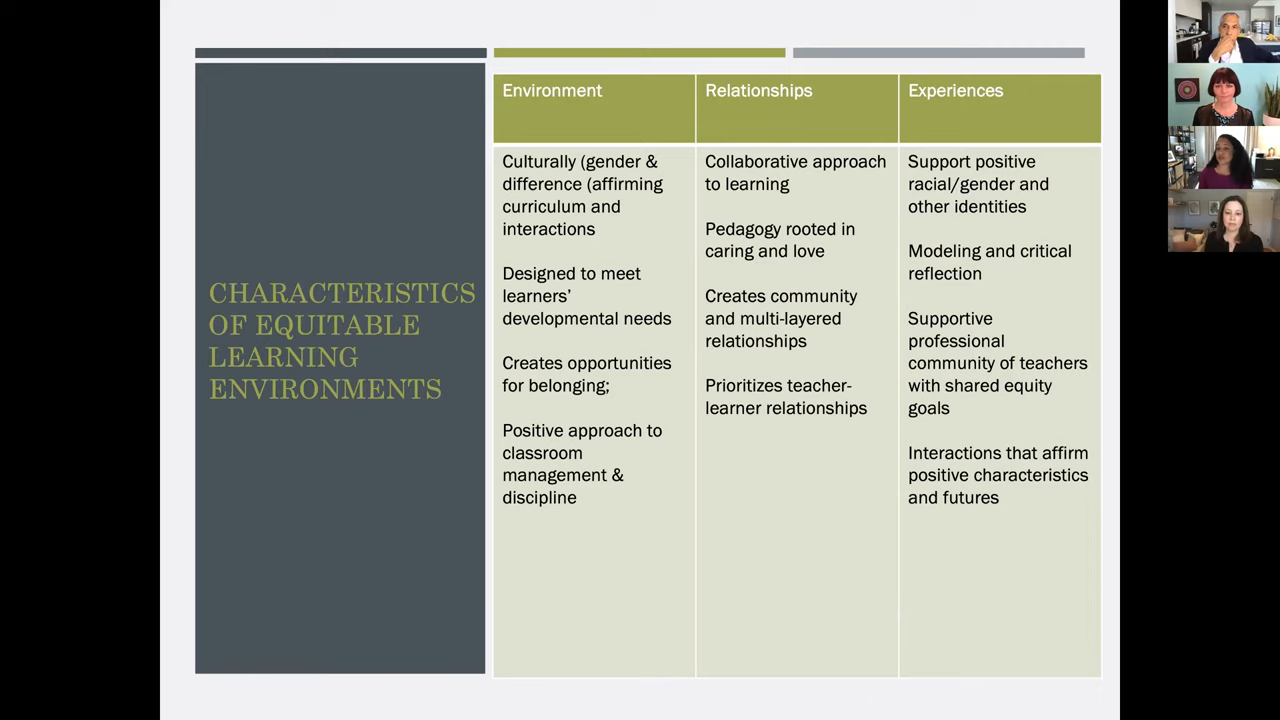 CHARACTERISTICS
OF EQUITABLE
LEARNING
ENVIRONMENTS
Environment
Culturally (gender &
difference (affirming
curriculum and
interactions
Designed to meet
learners’
developmental needs
Creates opportunities
for belonging;
Positive approach to
classroom
management &
discipline
Relationships
Collaborative approach
to learning
Pedagogy rooted in
caring and love
Creates community
and multi-layered
relationships
Prioritizes teacher-
learner relationships
Experiences
Support positive
racial/gender and
other identities
Modeling and critical
reflection
Supportive
professional
community of teachers
with shared equity
goals
Interactions that affirm
positive characteristics
and futures